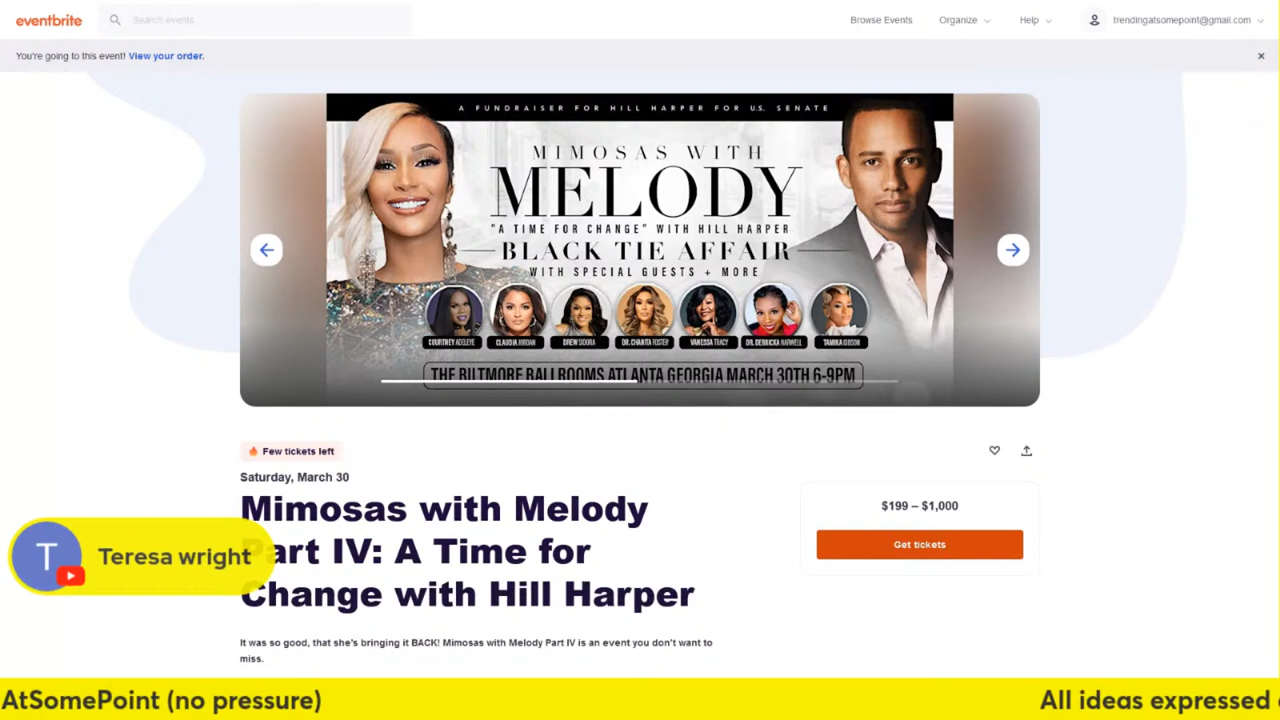 eventbrite
Search events
Browse Events
Organize
Help
trendingatsomepoint@gmail.com
You're going to this event! View your order.
A FUNDRAISER FOR HILL HARPER FOR U.S. SENATE
MIMOSAS WITH
MELODY
"A TIME FOR CHANGE" WITH HILL HARPER
BLACK TIE AFFAIR
WITH SPECIAL GUESTS + MORE
COURTNEY ADELEYE
CLAUDIA JORDAN
DREW SIDORA
DR. CHARITA FOSTER
VANESSA TRACY
DR. DERRICKA HARWELL
TAMIKA GIBSON
THE BILTMORE BALLROOMS ATLANTA GEORGIA MARCH 30TH 6-9PM
Few tickets left
Saturday, March 30
Mimosas with Melody
Part IV: A Time for
Change with Hill Harper
$199 – $1,000
Get tickets
T
Teresa wright
It was so good, that she's bringing it BACK! Mimosas with Melody Part IV is an event you don't want to
miss.
AtSomePoint (no pressure)
All ideas expressed